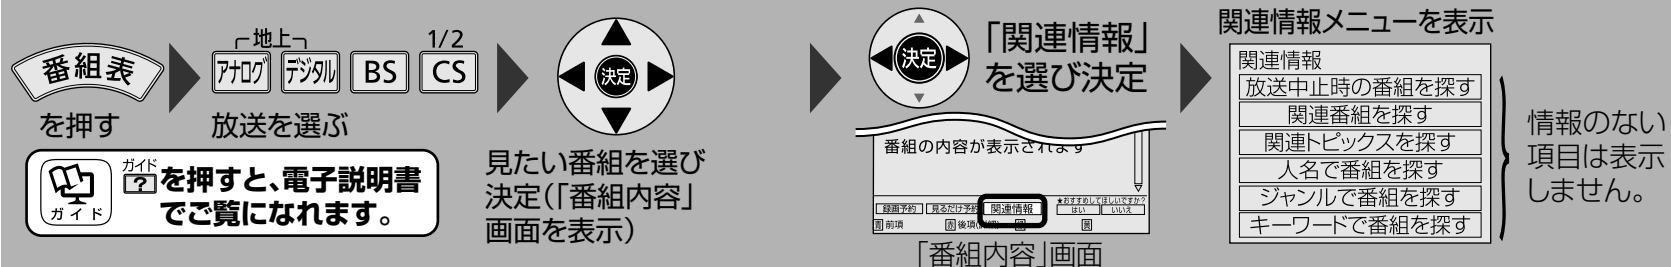 番組表
を押す
地上
アナログ デジタル BS
1/2
CS
放送を選ぶ
ガイド
ガイド
?を押すと、電子説明書
でご覧になれます。
決定
見たい番組を選び
決定(「番組内容」
画面を表示)
決定
「関連情報」
を選び決定
番組の内容が表示されます
録画予約 見るだけ予約 関連情報
★おすすめしてほしいですか?
はい いいえ
青 前項
赤 後項
黄
「番組内容」画面
関連情報メニューを表示
関連情報
放送中止時の番組を探す
関連番組を探す
関連トピックスを探す
人名で番組を探す
ジャンルで番組を探す
キーワードで番組を探す
情報のない
項目は表示
しません。